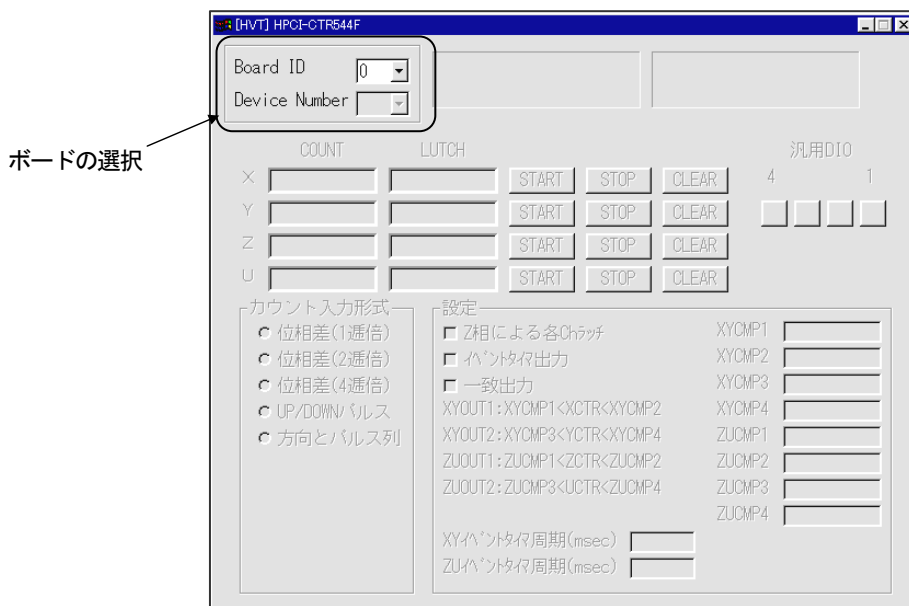 [HVT] HPCI-CTR544F
Board ID 0
Device Number
ボードの選択
COUNT LUTCH 汎用DIO
X START STOP CLEAR 4 1
Y START STOP CLEAR
Z START STOP CLEAR
U START STOP CLEAR
カウント入力形式
位相差(1逓倍)
位相差(2逓倍)
位相差(4逓倍)
UP/DOWNパルス
方向とパルス列
設定
Z相による各Chラッチ
イベントタイマ出力
一致出力
XYOUT1:XYCMP1<XCTR<XYCMP2
XYOUT2:XYCMP3<YCTR<XYCMP4
ZUOUT1:ZUCMP1<ZCTR<ZUCMP2
ZUOUT2:ZUCMP3<UCTR<ZUCMP4
XYイベントタイマ周期(msec)
ZUイベントタイマ周期(msec)
XYCMP1
XYCMP2
XYCMP3
XYCMP4
ZUCMP1
ZUCMP2
ZUCMP3
ZUCMP4